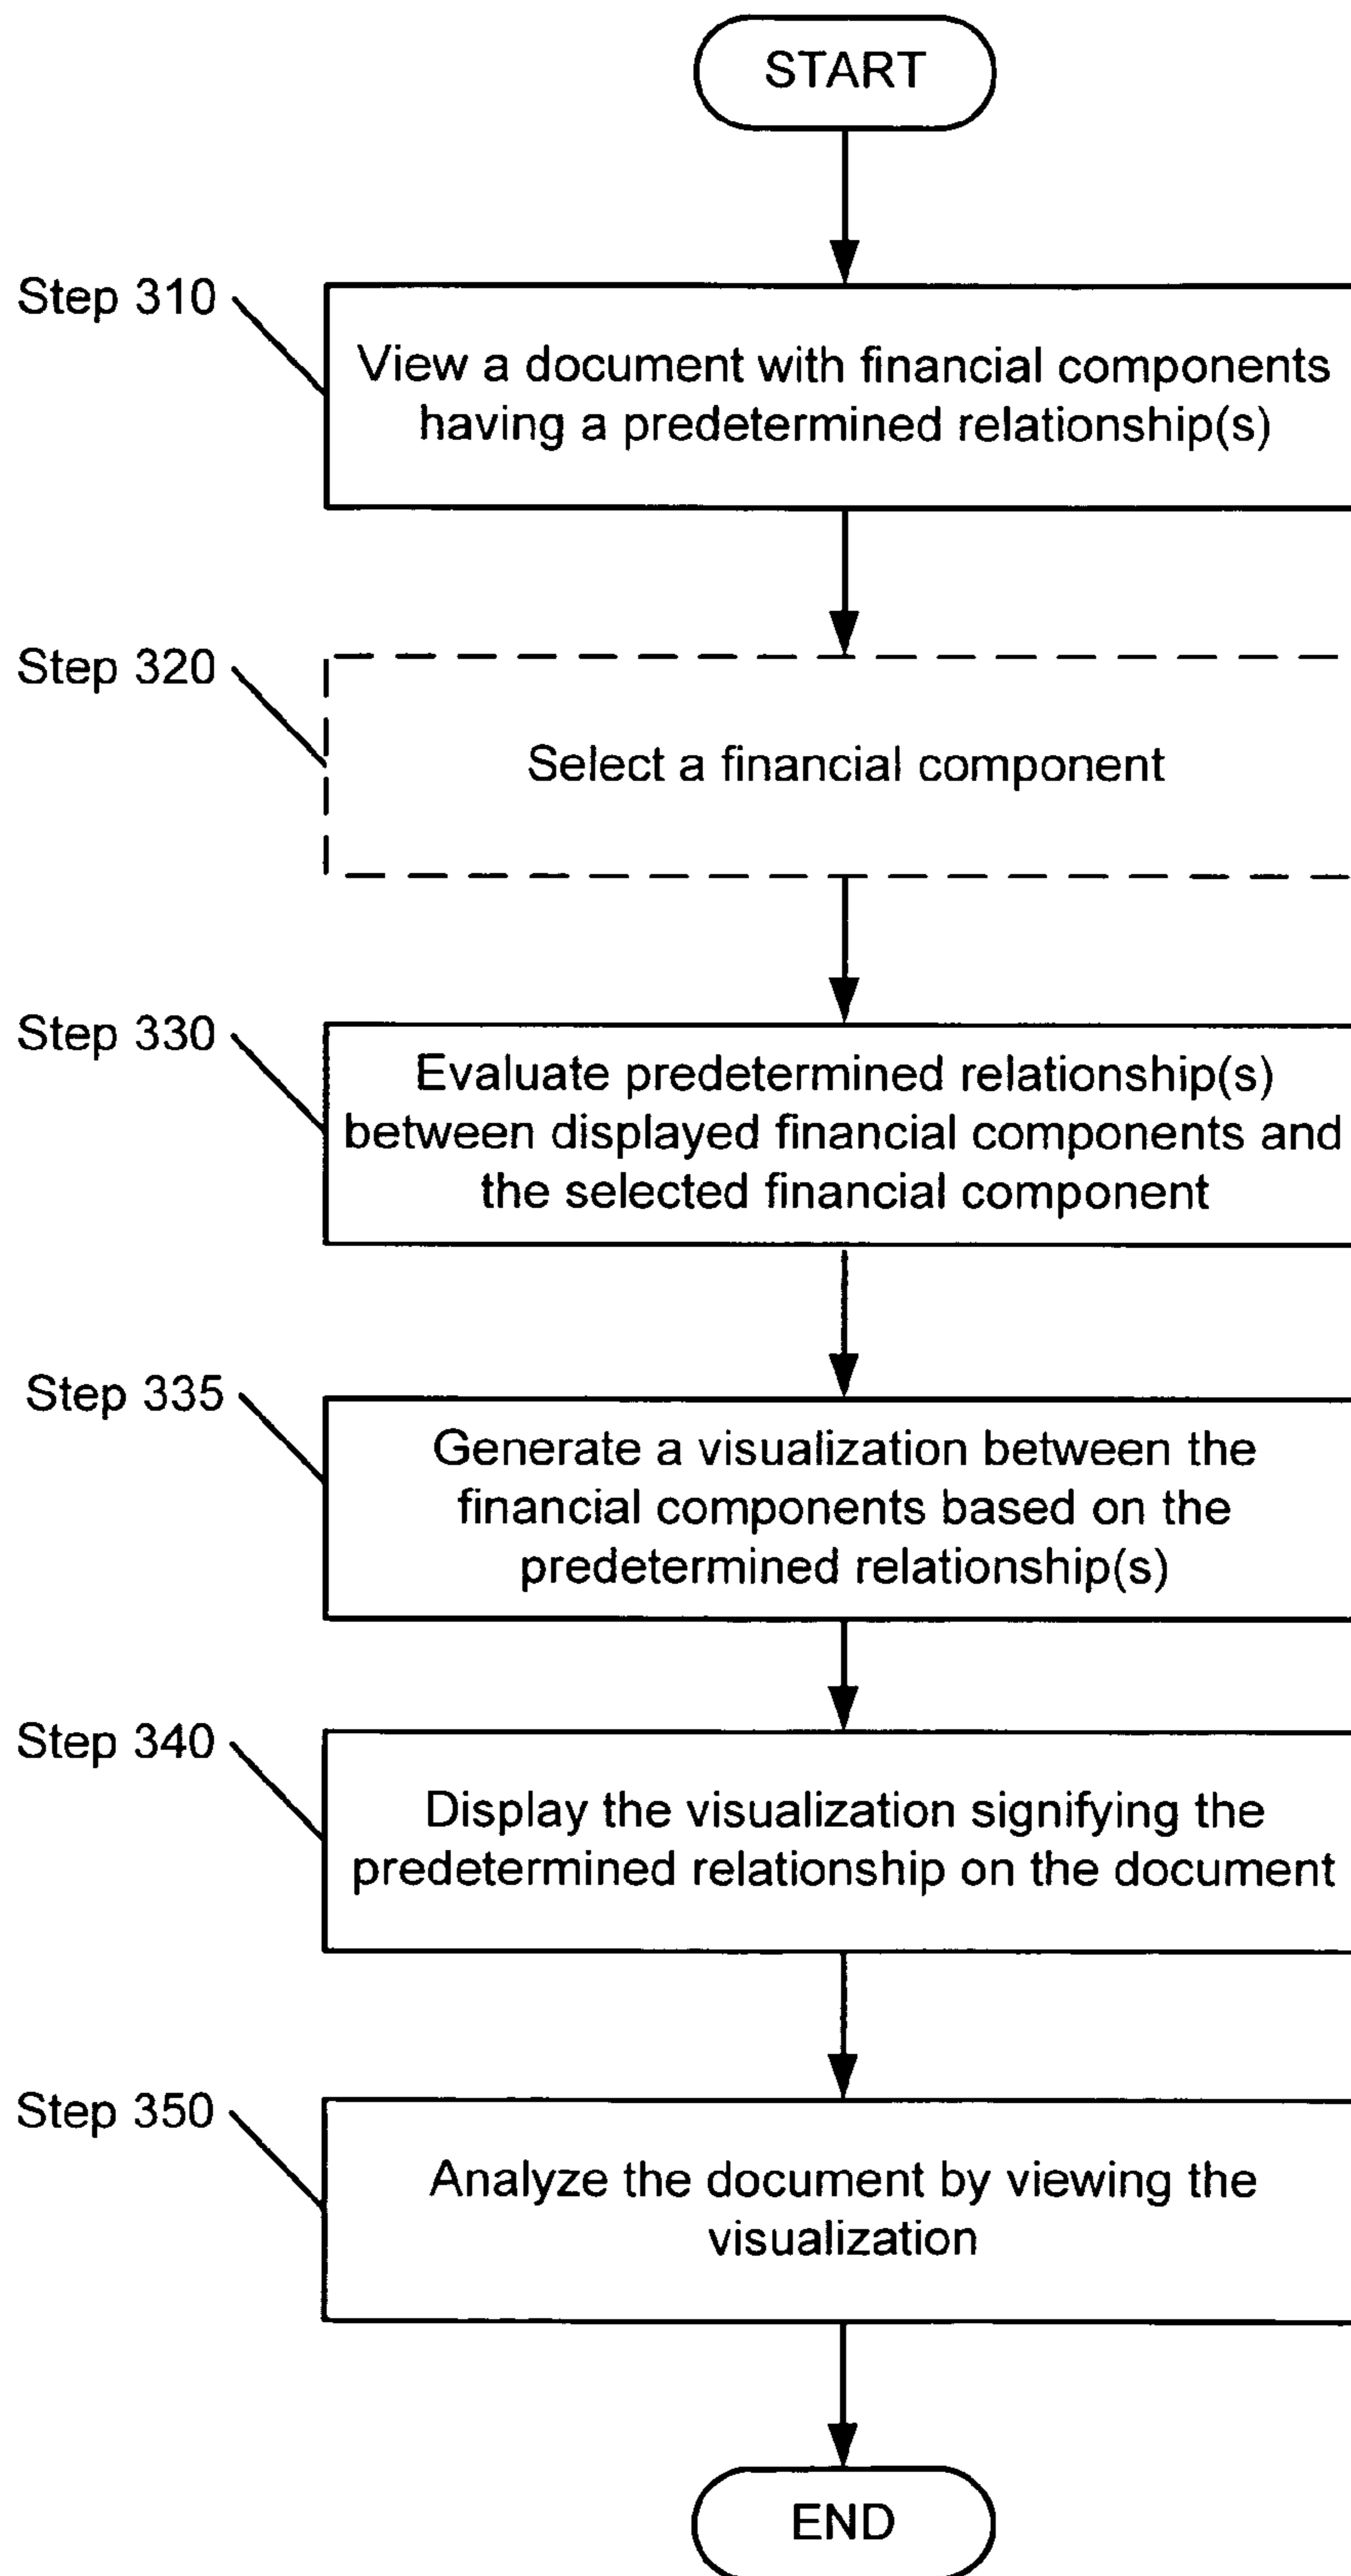 START
Step 310
View a document with financial components
having a predetermined relationship(s)
Step 320
Select a financial component
Step 330
Evaluate predetermined relationship(s)
between displayed financial components and
the selected financial component
Step 335
Generate a visualization between the
financial components based on the
predetermined relationship(s)
Step 340
Display the visualization signifying the
predetermined relationship on the document
Step 350
Analyze the document by viewing the
visualization
END